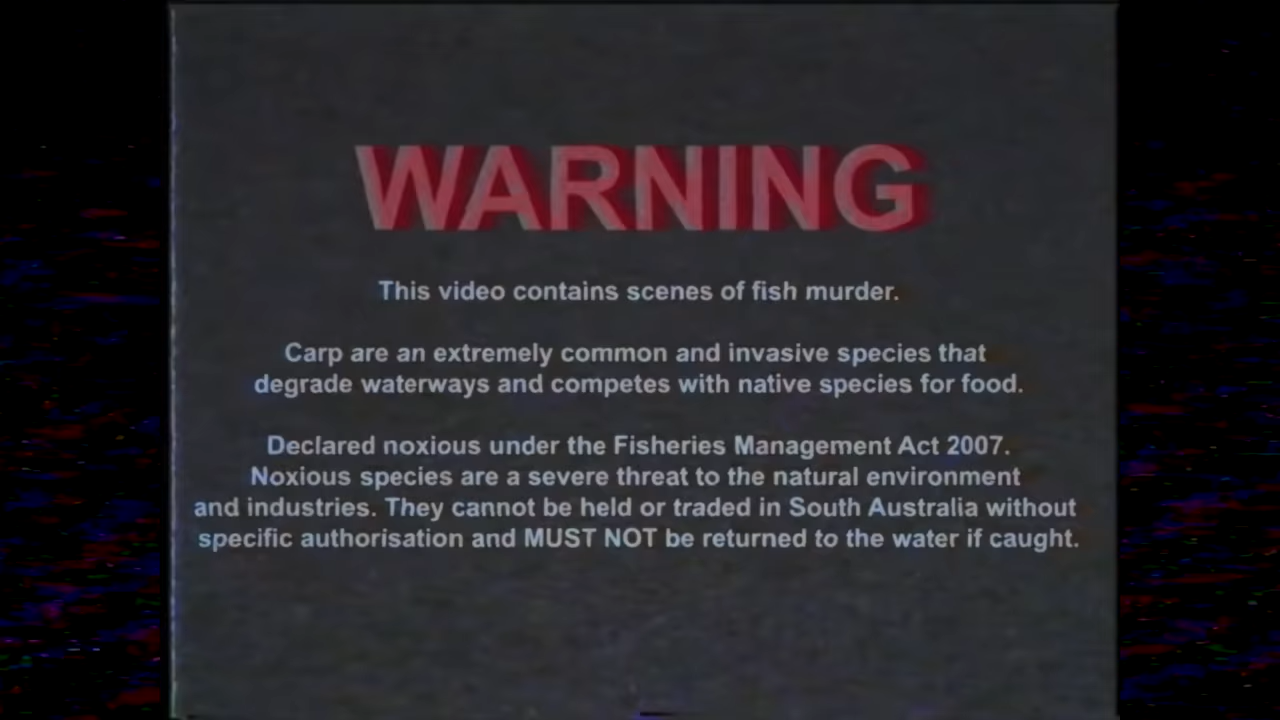 WARNING
This video contains scenes of fish murder.
Carp are an extremely common and invasive species that
degrade waterways and competes with native species for food.
Declared noxious under the Fisheries Management Act 2007.
Noxious species are a severe threat to the natural environment
and industries. They cannot be held or traded in South Australia without
specific authorisation and MUST NOT be returned to the water if caught.